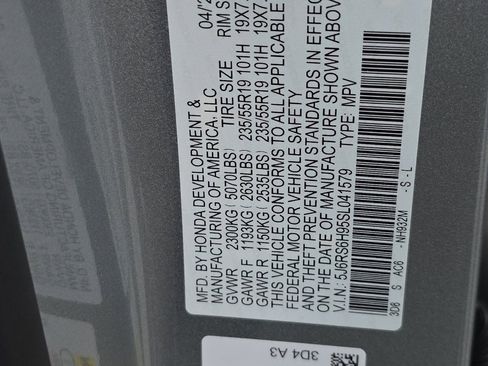 MFD. BY HONDA DEVELOPMENT &
MANUFACTURING OF AMERICA, LLC 04/2
GVWR 2300KG (5070LBS) TIRE SIZE RIM S
GAWR F 1193KG (2630LBS) 235/55R19 101H 19X7.
GAWR R 1150KG (2535LBS) 235/55R19 101H 19X7.
THIS VEHICLE CONFORMS TO ALL APPLICABLE
FEDERAL MOTOR VEHICLE SAFETY
AND THEFT PREVENTION STANDARDS IN EFFEC
ON THE DATE OF MANUFACTURE SHOWN ABOV
V.I.N.: 5J6RS6H95SL041579 TYPE: MPV
3D6 S AC6 -NH932M - S - L
3D4 A3